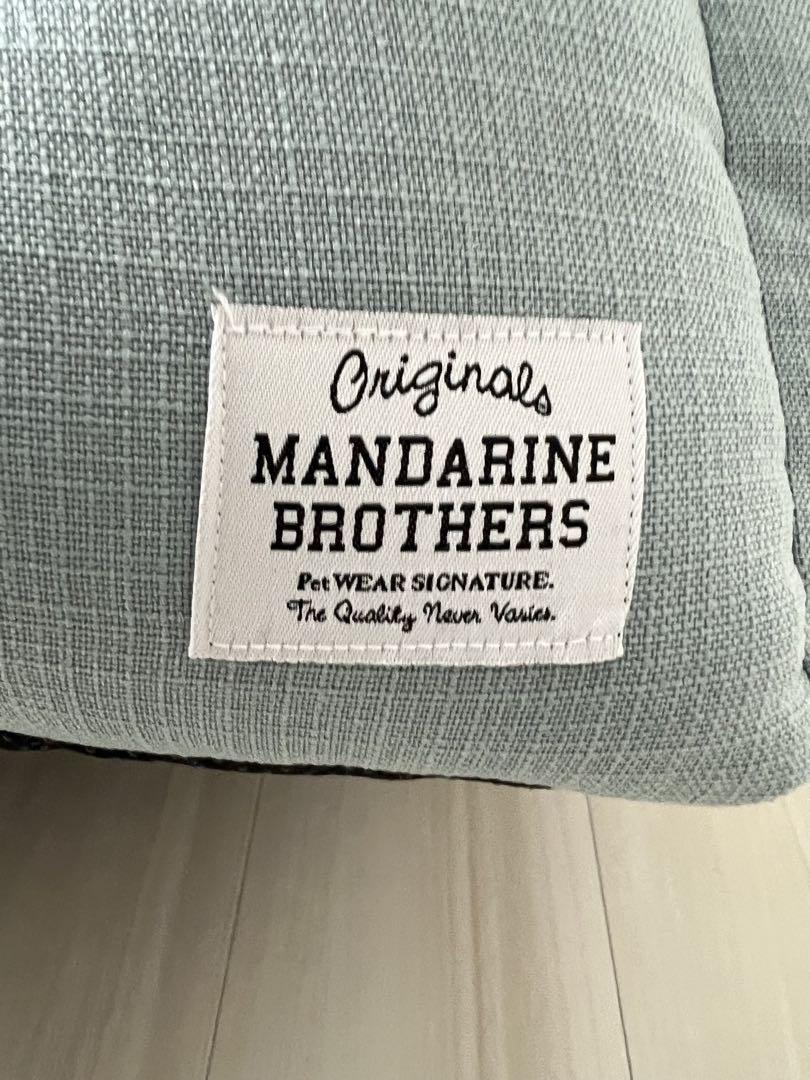 Originals
MANDARINE
BROTHERS
Pet WEAR SIGNATURE.
The Quality Never Varies.